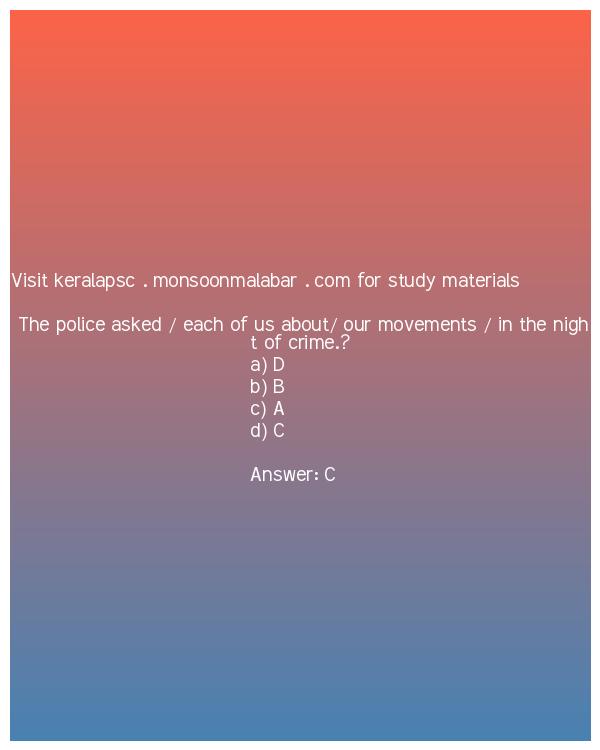 Visit keralapsc . monsoonmalabar . com for study materials
The police asked / each of us about/ our movements / in the nigh
t of crime.?
a) D
b) B
c) A
d) C
Answer: C